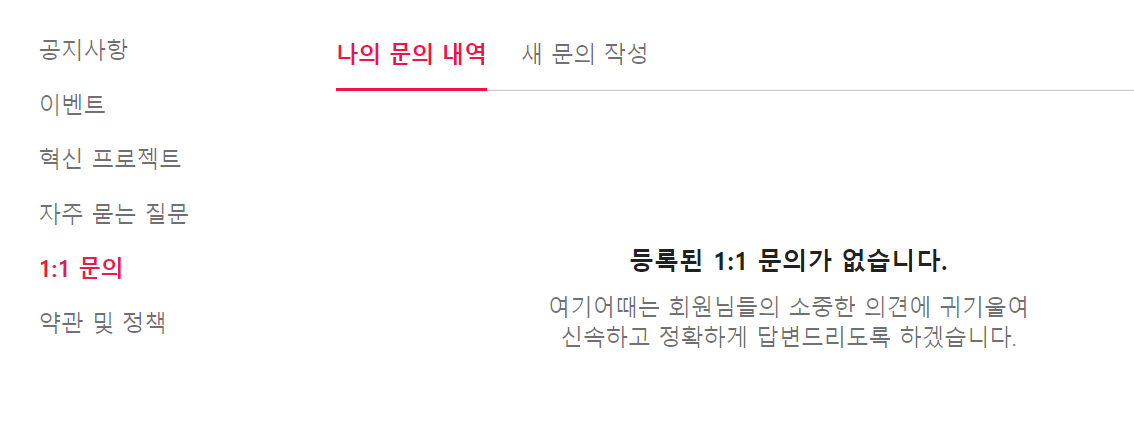 공지사항
이벤트
혁신 프로젝트
자주 묻는 질문
1:1 문의
약관 및 정책
나의 문의 내역
새 문의 작성
등록된 1:1 문의가 없습니다.
여기어때는 회원님들의 소중한 의견에 귀기울여
신속하고 정확하게 답변드리도록 하겠습니다.